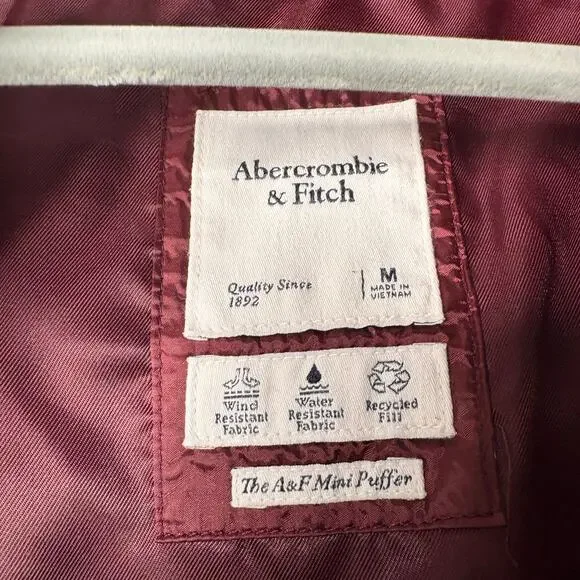 Abercrombie
& Fitch
Quality Since
1892
M
MADE IN
VIETNAM
Wind
Resistant
Fabric
Water
Resistant
Fabric
Recycled
Fill
The A&F Mini Puffer